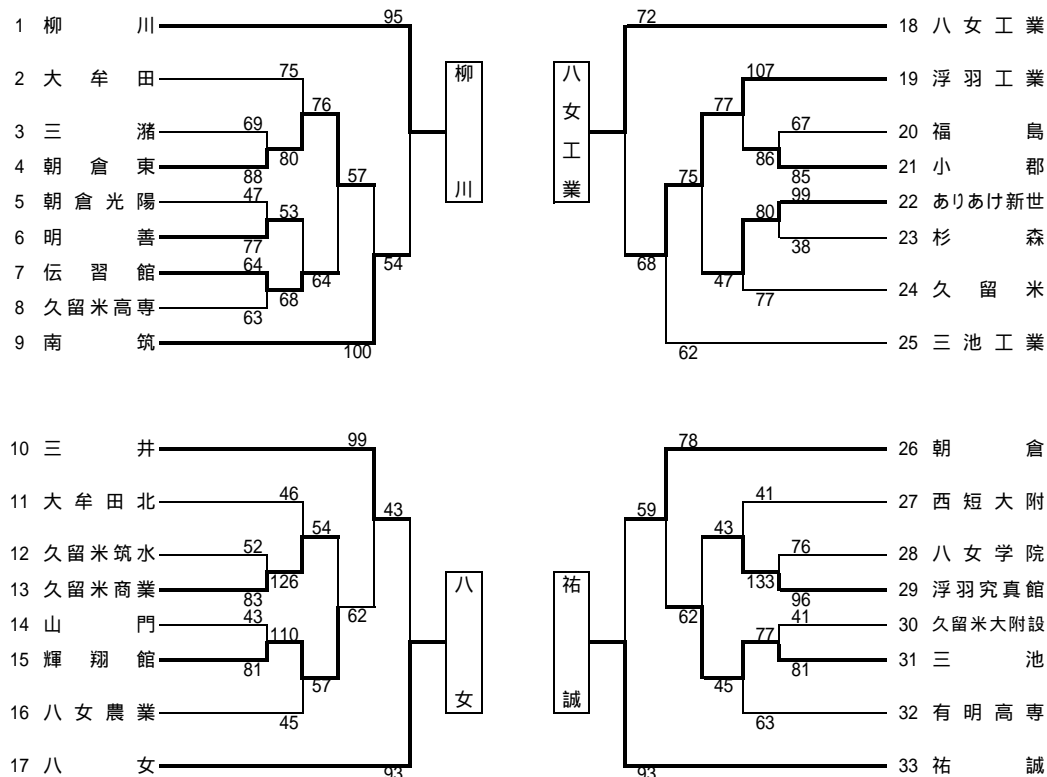 1 柳川 95
2 大牟田 75
76
3 三潴 69
80
4 朝倉東 88
57
5 朝倉光陽 47
53
6 明善 77
7 伝習館 64
64
54
68
8 久留米高専 63
9 南筑 100
柳川
72 18 八女工業
107 19 浮羽工業
77
67 20 福島
86
85 21 小郡
75
99 22 ありあけ新世
80
38 23 杉森
68
47
77 24 久留米
62 25 三池工業
八女工業
10 三井 99
11 大牟田北 46
43
54
12 久留米筑水 52
126
13 久留米商業 83
14 山門 43
62
110
15 輝翔館 81
57
16 八女農業 45
17 八女 93
八女
78 26 朝倉
41 27 西短大附
59
43
76 28 八女学院
133
96 29 浮羽究真館
41 30 久留米大附設
62
77
81 31 三池
45
63 32 有明高専
93 33 祐誠
祐誠